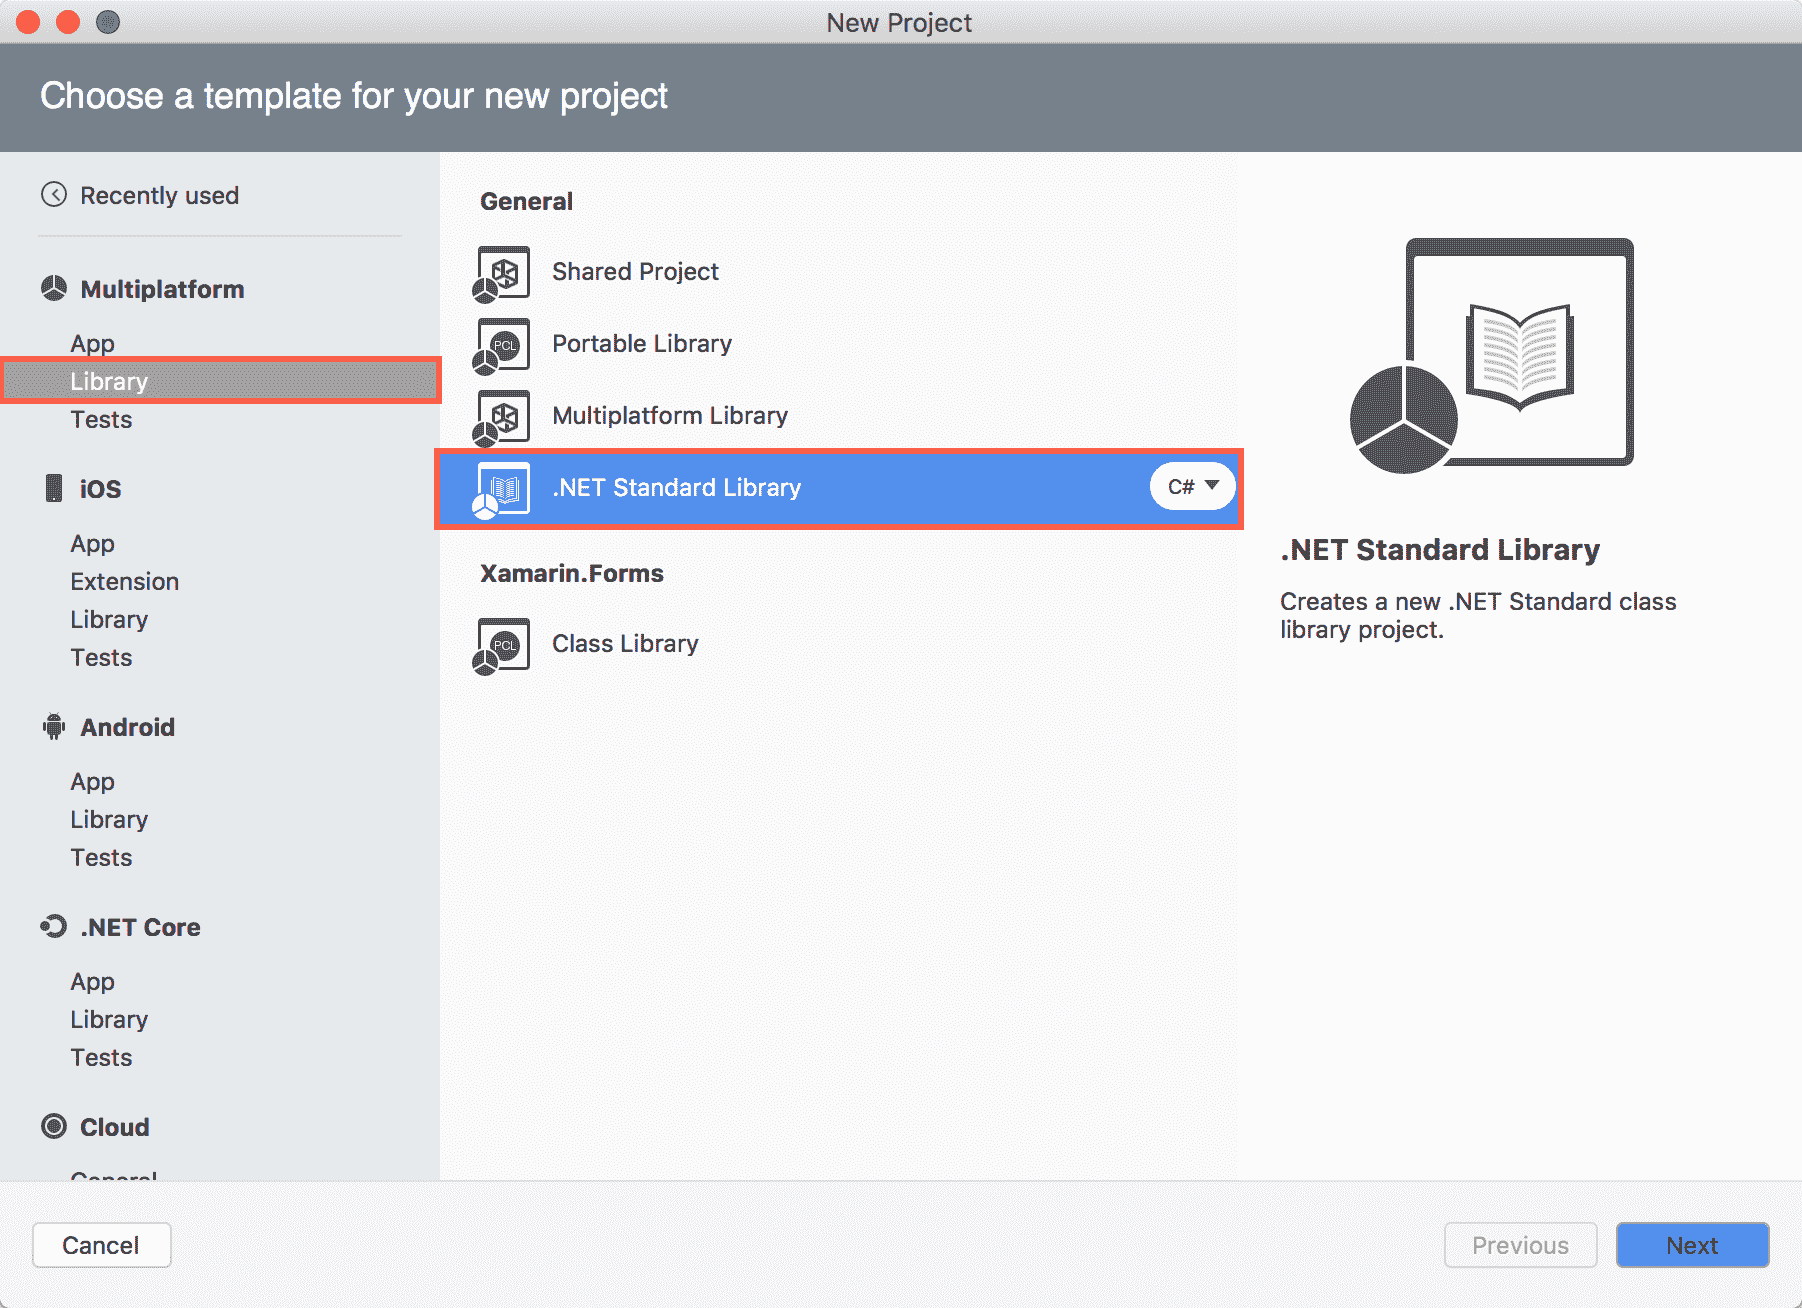 New Project
Choose a template for your new project
Recently used
Multiplatform
App
Library
Tests
iOS
App
Extension
Library
Tests
Android
App
Library
Tests
.NET Core
App
Library
Tests
Cloud
General
General
Shared Project
PCL
Portable Library
Multiplatform Library
.NET Standard Library
C#
Xamarin.Forms
PCL
Class Library
.NET Standard Library
Creates a new .NET Standard class
library project.
Cancel
Previous
Next